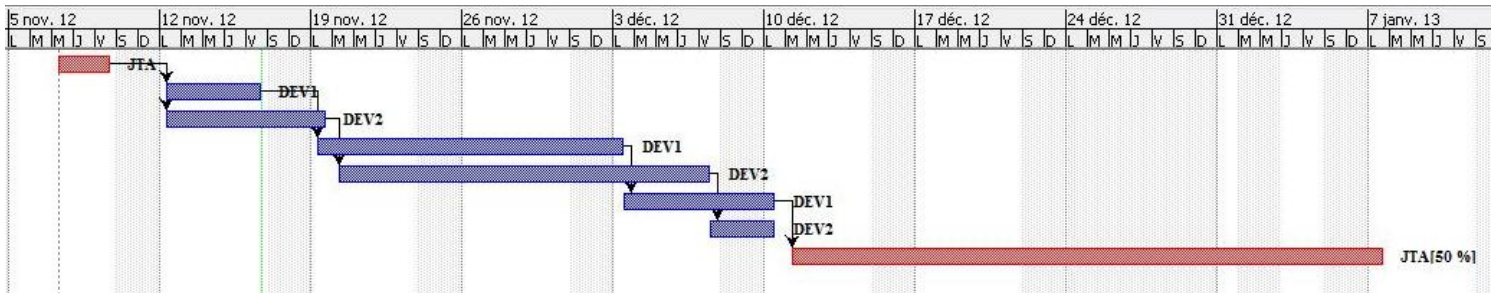 5 nov. 12 12 nov. 12 19 nov. 12 26 nov. 12 3 déc. 12 10 déc. 12 17 déc. 12 24 déc. 12 31 déc. 12 7 janv. 13
L M M J V S D L M M J V S D L M M J V S D L M M J V S D L M M J V S D L M M J V S D L M M J V S D L M M J V S D L M M J V S D L M M J V S
JTA
DEV1
DEV2
DEV1
DEV2
DEV1
DEV2
JTA[50 %]